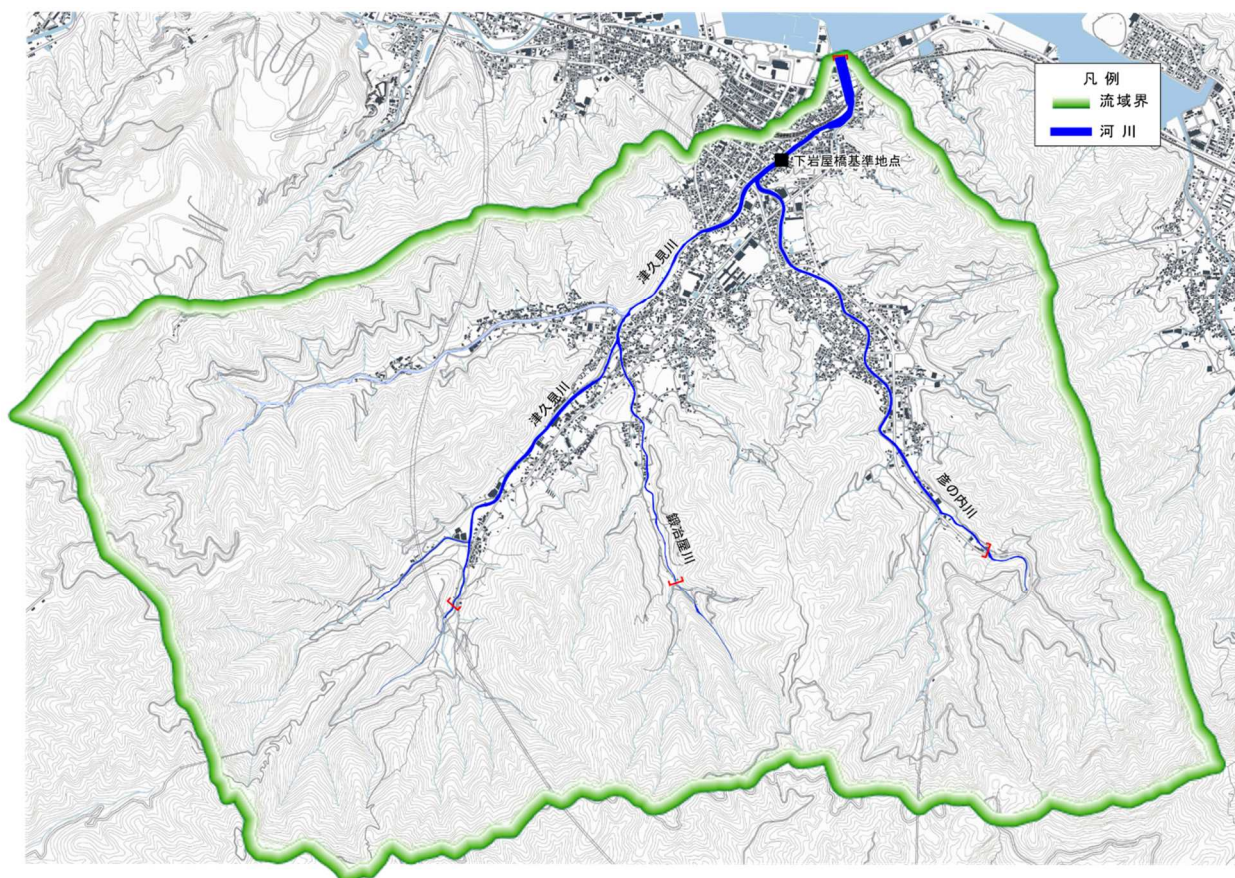 凡 例
流域界
河 川
下岩屋橋基準地点
津久見川
津久見川
鍛治屋川
彦の内川